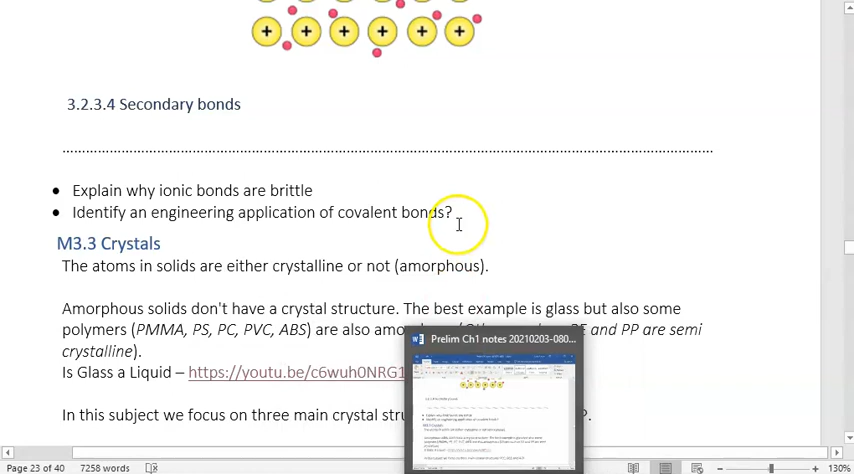 + + + + + +
3.2.3.4 Secondary bonds
Explain why ionic bonds are brittle
Identify an engineering application of covalent bonds?
M3.3 Crystals
The atoms in solids are either crystalline or not (amorphous).
Amorphous solids don't have a crystal structure. The best example is glass but also some
polymers (PMMA, PS, PC, PVC, ABS) are also and PP are semi
crystalline).
Is Glass a Liquid – https://youtu.be/c6wuh0NRG1
In this subject we focus on three main crystal P.
Prelim Ch1 notes 20210203-080...
Page 23 of 40 7258 words 130%